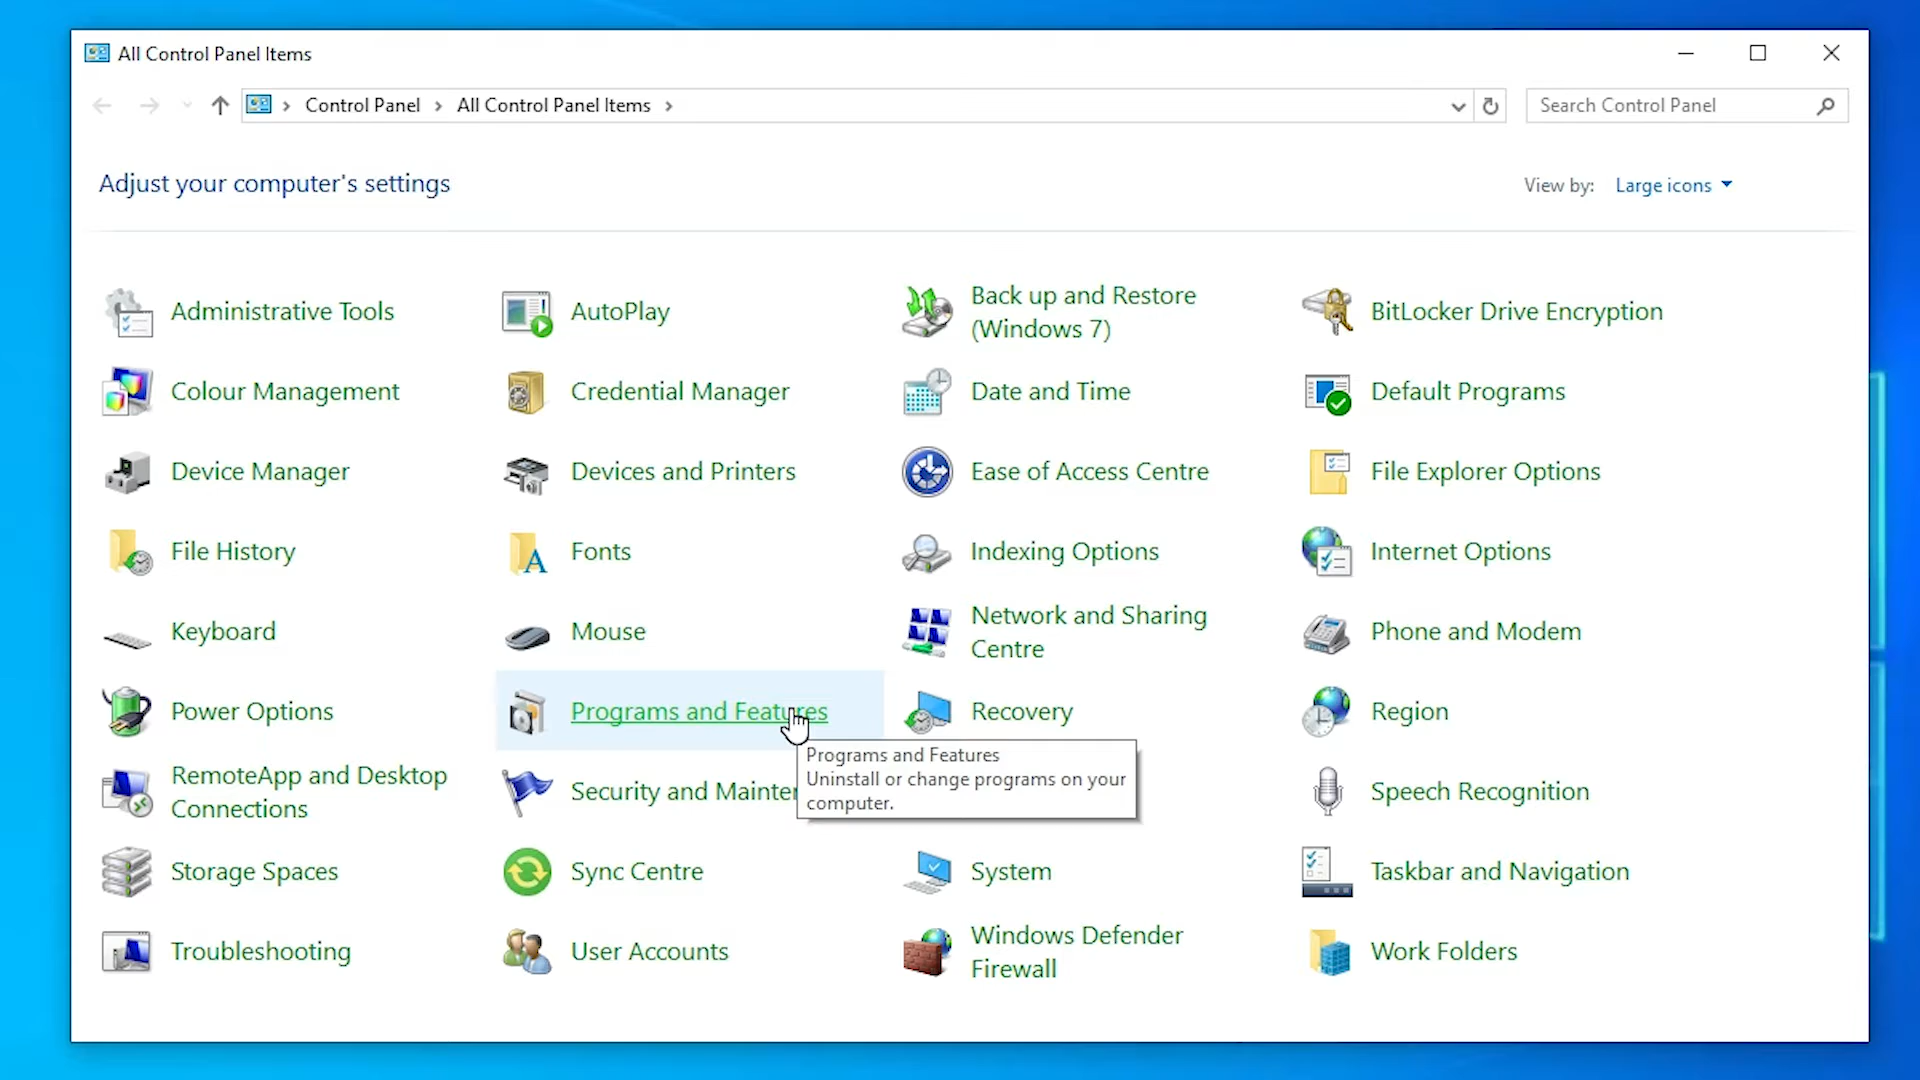 All Control Panel Items
Control Panel > All Control Panel Items >
Search Control Panel
Adjust your computer's settings
View by: Large icons
Administrative Tools
AutoPlay
Back up and Restore
(Windows 7)
BitLocker Drive Encryption
Colour Management
Credential Manager
Date and Time
Default Programs
Device Manager
Devices and Printers
Ease of Access Centre
File Explorer Options
File History
Fonts
Indexing Options
Internet Options
Keyboard
Mouse
Network and Sharing
Centre
Phone and Modem
Power Options
Programs and Features
Recovery
Region
RemoteApp and Desktop
Connections
Security and Mainten
Programs and Features
Uninstall or change programs on your
computer.
Speech Recognition
Storage Spaces
Sync Centre
System
Taskbar and Navigation
Troubleshooting
User Accounts
Windows Defender
Firewall
Work Folders